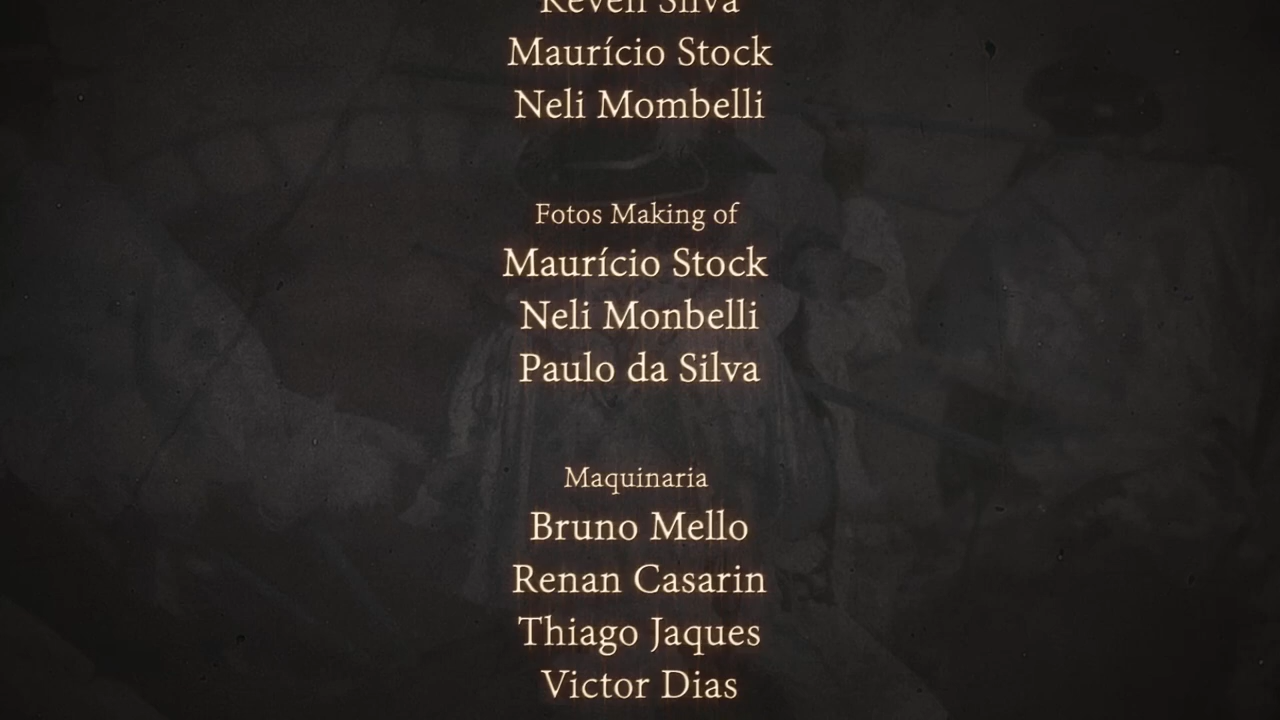 Silva
Maurício Stock
Neli Mombelli
Fotos Making of
Maurício Stock
Neli Monbelli
Paulo da Silva
Maquinaria
Bruno Mello
Renan Casarin
Thiago Jaques
Victor Dias